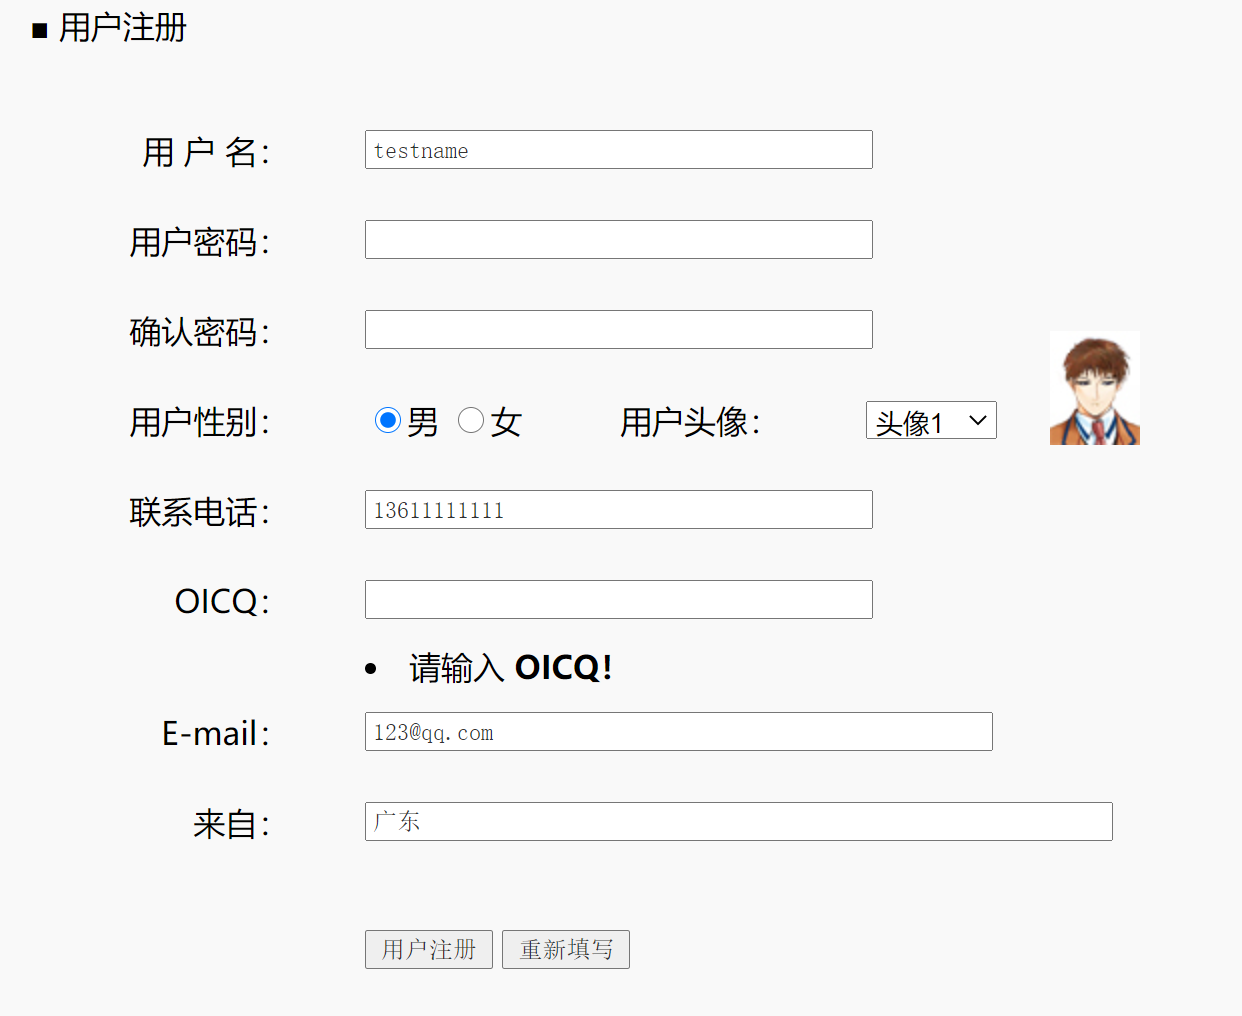 ■ 用户注册
用 户 名： testname
用户密码：
确认密码：
用户性别： 男 女 用户头像： 头像1
联系电话： 13611111111
OICQ：
• 请输入 OICQ！
E-mail： 123@qq.com
来自： 广东
用户注册 重新填写